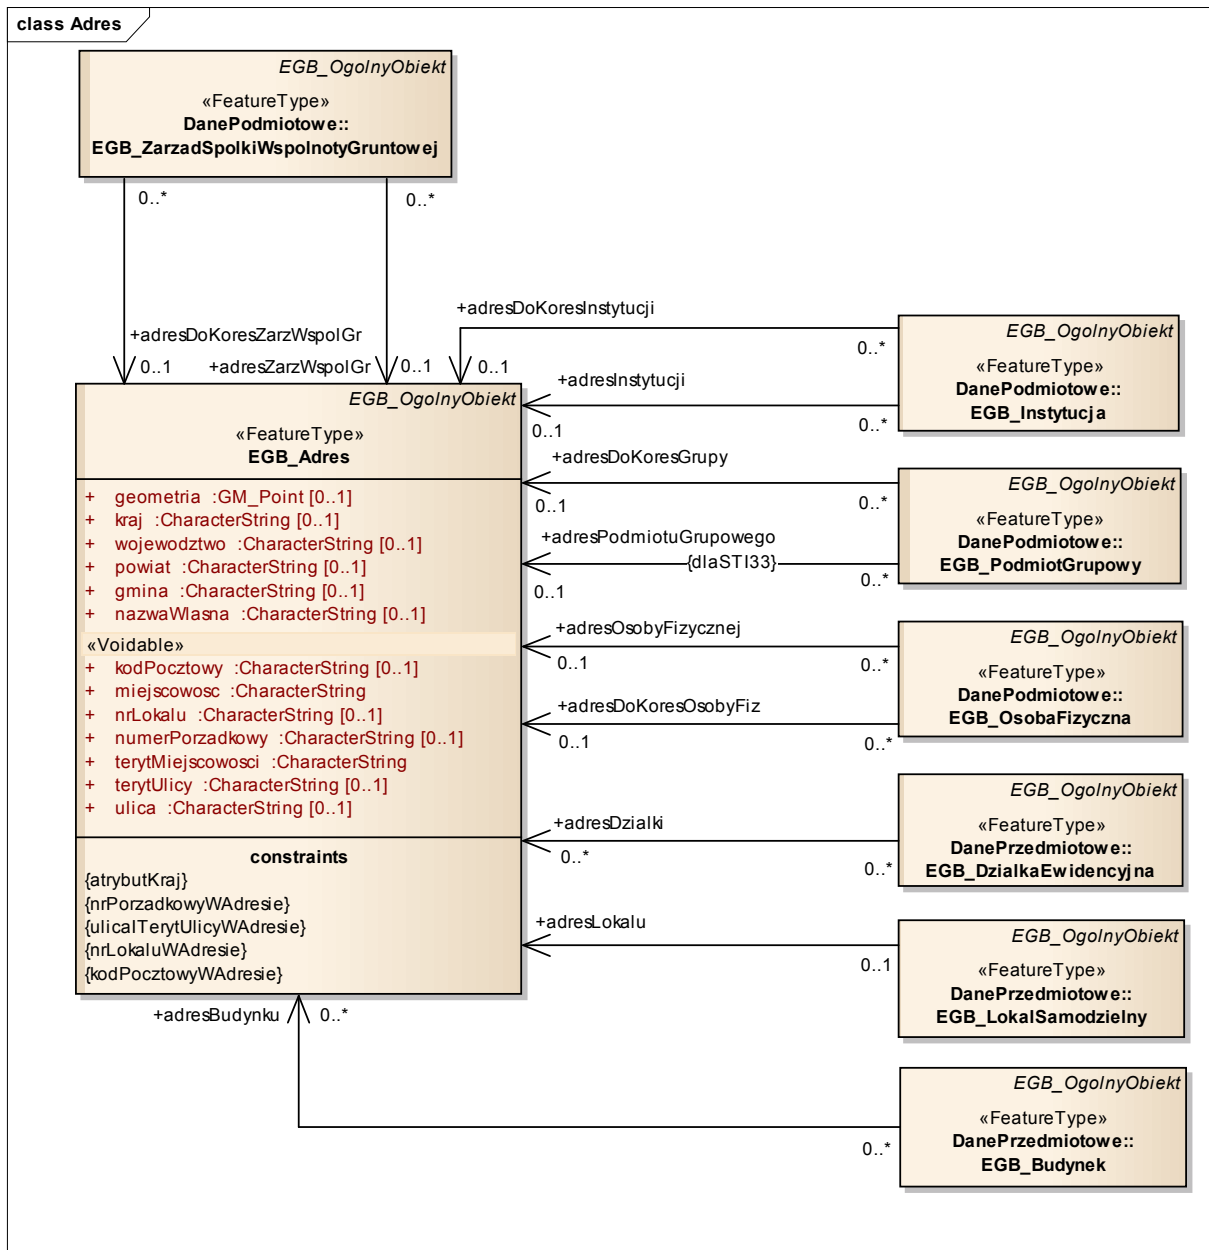 class Adres
EGB_OgolnyObiekt
«FeatureType»
DanePodmiotowe::
EGB_ZarzadSpolkiWspolnotyGruntowej
0..*
0..*
+adresDoKoresZarzWspolGr
0..1
+adresZarzWspolGr
0..1
+adresDoKoresInstytucji
0..1
0..*
EGB_OgolnyObiekt
«FeatureType»
DanePodmiotowe::
EGB_Instytucja
+adresInstytucji
0..1
0..*
EGB_OgolnyObiekt
«FeatureType»
EGB_Adres
+ geometria :GM_Point [0..1]
+ kraj :CharacterString [0..1]
+ wojewodztwo :CharacterString [0..1]
+ powiat :CharacterString [0..1]
+ gmina :CharacterString [0..1]
+ nazwaWlasna :CharacterString [0..1]
«Voidable»
+ kodPocztowy :CharacterString [0..1]
+ miejscowosc :CharacterString
+ nrLokalu :CharacterString [0..1]
+ numerPorzadkowy :CharacterString [0..1]
+ terytMiejscowosci :CharacterString
+ terytUlicy :CharacterString [0..1]
+ ulica :CharacterString [0..1]
constraints
{atrybutKraj}
{nrPorzadkowyWAdresie}
{ulicaITerytUlicyWAdresie}
{nrLokaluWAdresie}
{kodPocztowyWAdresie}
+adresDoKoresGrupy
0..1
0..*
EGB_OgolnyObiekt
«FeatureType»
DanePodmiotowe::
EGB_PodmiotGrupowy
+adresPodmiotuGrupowego
{dlaSTI33}
0..1
0..*
+adresOsobyFizycznej
0..1
0..*
EGB_OgolnyObiekt
«FeatureType»
DanePodmiotowe::
EGB_OsobaFizyczna
+adresDoKoresOsobyFiz
0..1
0..*
+adresDzialki
0..*
0..*
EGB_OgolnyObiekt
«FeatureType»
DanePrzedmiotowe::
EGB_DzialkaEwidencyjna
+adresLokalu
0..1
EGB_OgolnyObiekt
«FeatureType»
DanePrzedmiotowe::
EGB_LokalSamodzielny
+adresBudynku
0..*
0..*
EGB_OgolnyObiekt
«FeatureType»
DanePrzedmiotowe::
EGB_Budynek